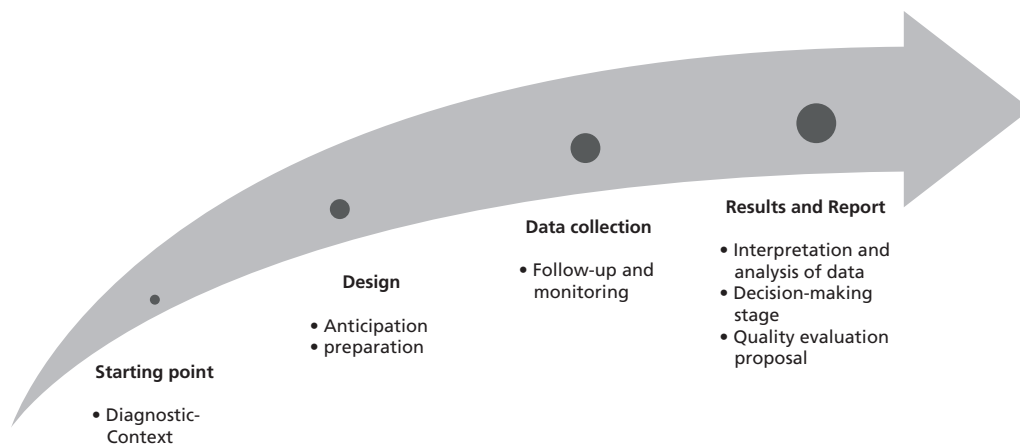 Starting point
• Diagnostic-
Context
Design
• Anticipation
• preparation
Data collection
• Follow-up and
monitoring
Results and Report
• Interpretation and
analysis of data
• Decision-making
stage
• Quality evaluation
proposal